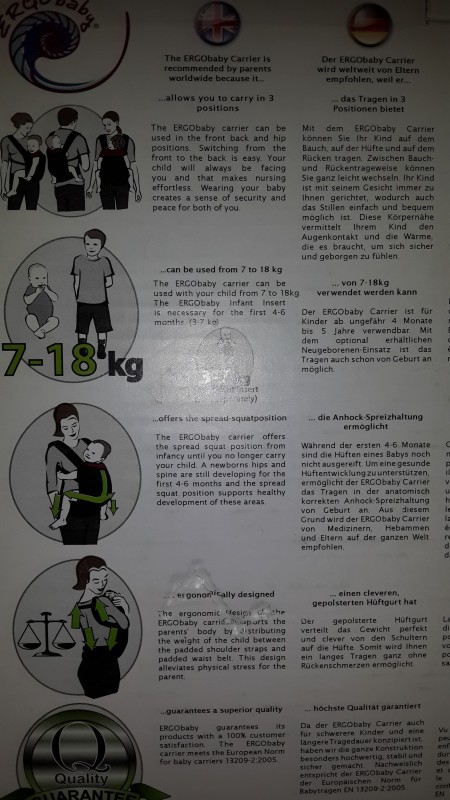 ERGObaby
The ERGObaby Carrier is
recommended by parents
worldwide because it...
...allows you to carry in 3
positions
The ERGObaby carrier can be
used in the front back and hip
positions. Switching from the
front to the back is easy. Your
child will always be facing
you and that makes nursing
effortless. Wearing your baby
creates a sense of security and
peace for both of you.
...can be used from 7 to 18 kg
The ERGObaby carrier can be
used with your child from 7 to 18kg.
The ERGObaby Infant Insert
is necessary for the first 4-6
months. (3-7 kg)
7-18 kg
...offers the spread-squatposition
The ERGObaby carrier offers
the spread squat position from
infancy until you no longer carry
your child. A newborns hips and
spine are still developing for the
first 4-6 months and the spread
squat position supports healthy
development of these areas.
...ergonomically designed
The ergonomic design of the
ERGObaby carrier supports the
parents' body by distributing
the weight of the child between
the padded shoulder straps and
padded waist belt. This design
alleviates physical stress for the
parent.
...guarantees a superior quality
ERGObaby guarantees its
products with a 100% customer
satisfaction. The ERGObaby
carrier meets the European Norm
for baby carriers 13209-2:2005.
Q
Quality
GUARANTEE
Der ERGObaby Carrier
wird weltweit von Eltern
empfohlen, weil er...
... das Tragen in 3
Positionen bietet
Mit dem ERGObaby Carrier
können Sie Ihr Kind auf dem
Bauch, auf der Hüfte und auf dem
Rücken tragen. Zwischen Bauch-
und Rückentrageweise können
Sie ganz leicht wechseln. Ihr Kind
ist mit seinem Gesicht immer zu
Ihnen gerichtet, wodurch auch
das Stillen einfach und bequem
möglich ist. Diese Körpernähe
vermittelt Ihrem Kind den
Augenkontakt und die Wärme,
die es braucht, um sich sicher
und geborgen zu fühlen.
... von 7-18kg
verwendet werden kann
Der ERGObaby Carrier ist für
Kinder ab ungefähr 4 Monate
bis 5 Jahre verwendbar. Mit
dem optional erhältlichen
Neugeborenen-Einsatz ist das
Tragen auch schon von Geburt an
möglich.
... die Anhock-Spreizhaltung
ermöglicht
Während der ersten 4-6 Monate
sind die Hüften eines Babys noch
nicht ausgereift. Um eine gesunde
Hüftentwicklung zu unterstützen,
ermöglicht der ERGObaby Carrier
das Tragen in der anatomisch
korrekten Anhock-Spreizhaltung
von Geburt an. Aus diesem
Grund wird der ERGObaby Carrier
von Medizinern, Hebammen
und Eltern auf der ganzen Welt
empfohlen.
... einen cleveren,
gepolsterten Hüftgurt hat
Der gepolsterte Hüftgurt
verteilt das Gewicht perfekt
und clever von den Schultern
auf die Hüfte. Somit wird Ihnen
ein langes Tragen ganz ohne
Rückenschmerzen ermöglicht.
... höchste Qualität garantiert
Da der ERGObaby Carrier auch
für schwerere Kinder und eine
längere Tragedauer konzipiert ist,
haben wir die ganze Konstruktion
besonders hochwertig, stabil und
sicher gemacht. Nachweislich
entspricht der ERGObaby Carrier
der Europäischen Norm für
Babytragen EN 13209-2:2005.